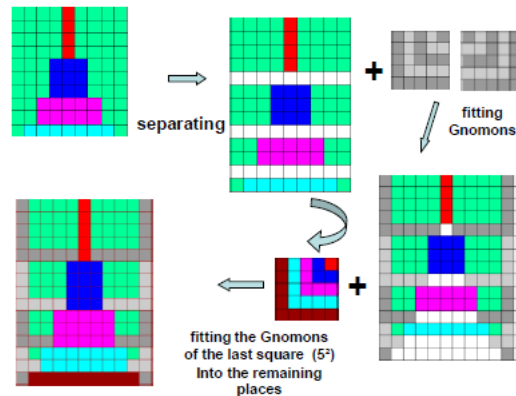 separating
+
fitting
Gnomons
+
fitting the Gnomons
of the last square (5²)
Into the remaining
places